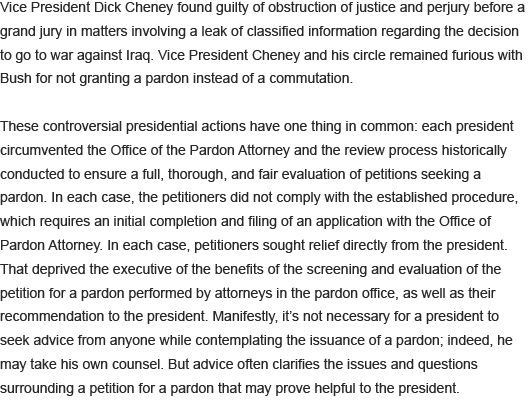 Vice President Dick Cheney found guilty of obstruction of justice and perjury before a
grand jury in matters involving a leak of classified information regarding the decision
to go to war against Iraq. Vice President Cheney and his circle remained furious with
Bush for not granting a pardon instead of a commutation.
These controversial presidential actions have one thing in common: each president
circumvented the Office of the Pardon Attorney and the review process historically
conducted to ensure a full, thorough, and fair evaluation of petitions seeking a
pardon. In each case, the petitioners did not comply with the established procedure,
which requires an initial completion and filing of an application with the Office of
Pardon Attorney. In each case, petitioners sought relief directly from the president.
That deprived the executive of the benefits of the screening and evaluation of the
petition for a pardon performed by attorneys in the pardon office, as well as their
recommendation to the president. Manifestly, it’s not necessary for a president to
seek advice from anyone while contemplating the issuance of a pardon; indeed, he
may take his own counsel. But advice often clarifies the issues and questions
surrounding a petition for a pardon that may prove helpful to the president.